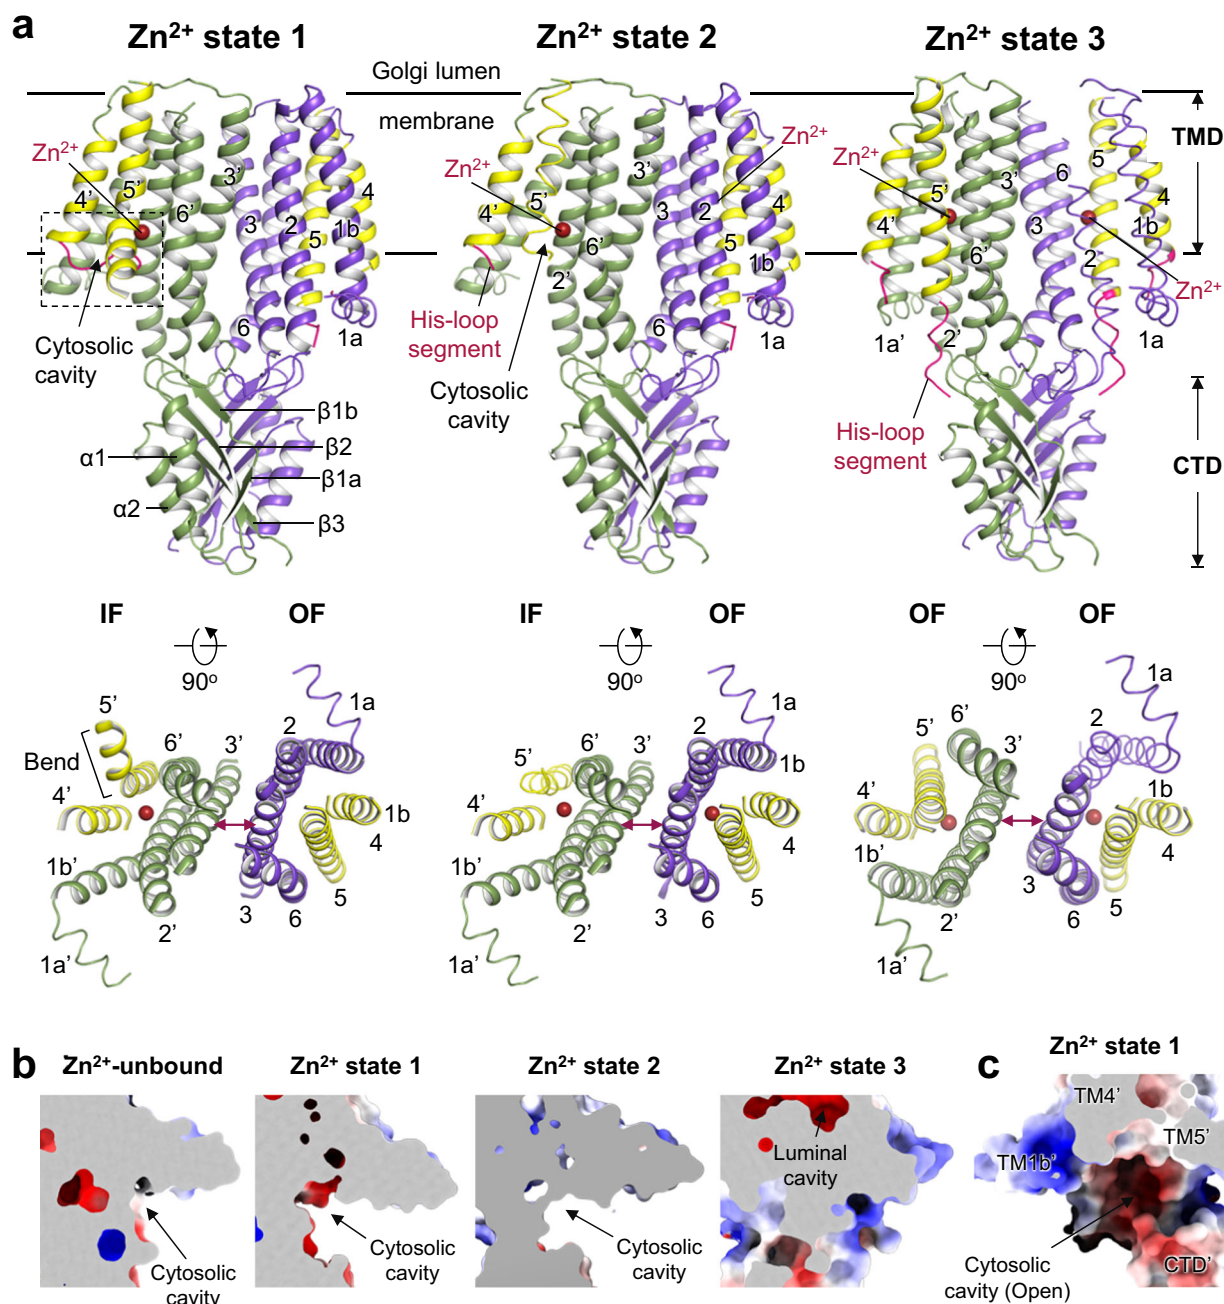 a
Zn²⁺ state 1
Zn²⁺ state 2
Zn²⁺ state 3
Golgi lumen
membrane
TMD
CTD
Zn²⁺
4’
5’
6’
3’
3
2
5
1b
4
6
1a
Cytosolic
cavity
α1
α2
β1b
β2
β1a
β3
Zn²⁺
Zn²⁺
4’
5’
6’
2’
3
2
5
1b
4
6
1a
His-loop
segment
Cytosolic
cavity
Zn²⁺
Zn²⁺
4’
5’
6’
3’
6
3
5
2
1b
4
1a’
2’
1a
His-loop
segment
IF
OF
90°
5’
Bend
4’
6’
3’
1b’
2’
1a’
1a
2
1b
4
5
6
3
IF
OF
90°
5’
4’
6’
3’
1b’
2’
1a’
1a
2
1b
4
5
6
3
OF
OF
90°
5’
6’
3’
4’
1b’
2’
1a’
1a
2
1b
4
5
6
3
b
Zn²⁺-unbound
Zn²⁺ state 1
Zn²⁺ state 2
Zn²⁺ state 3
Cytosolic
cavity
Cytosolic
cavity
Cytosolic
cavity
Luminal
cavity
c
Zn²⁺ state 1
TM4’
TM5’
TM1b’
CTD’
Cytosolic
cavity (Open)